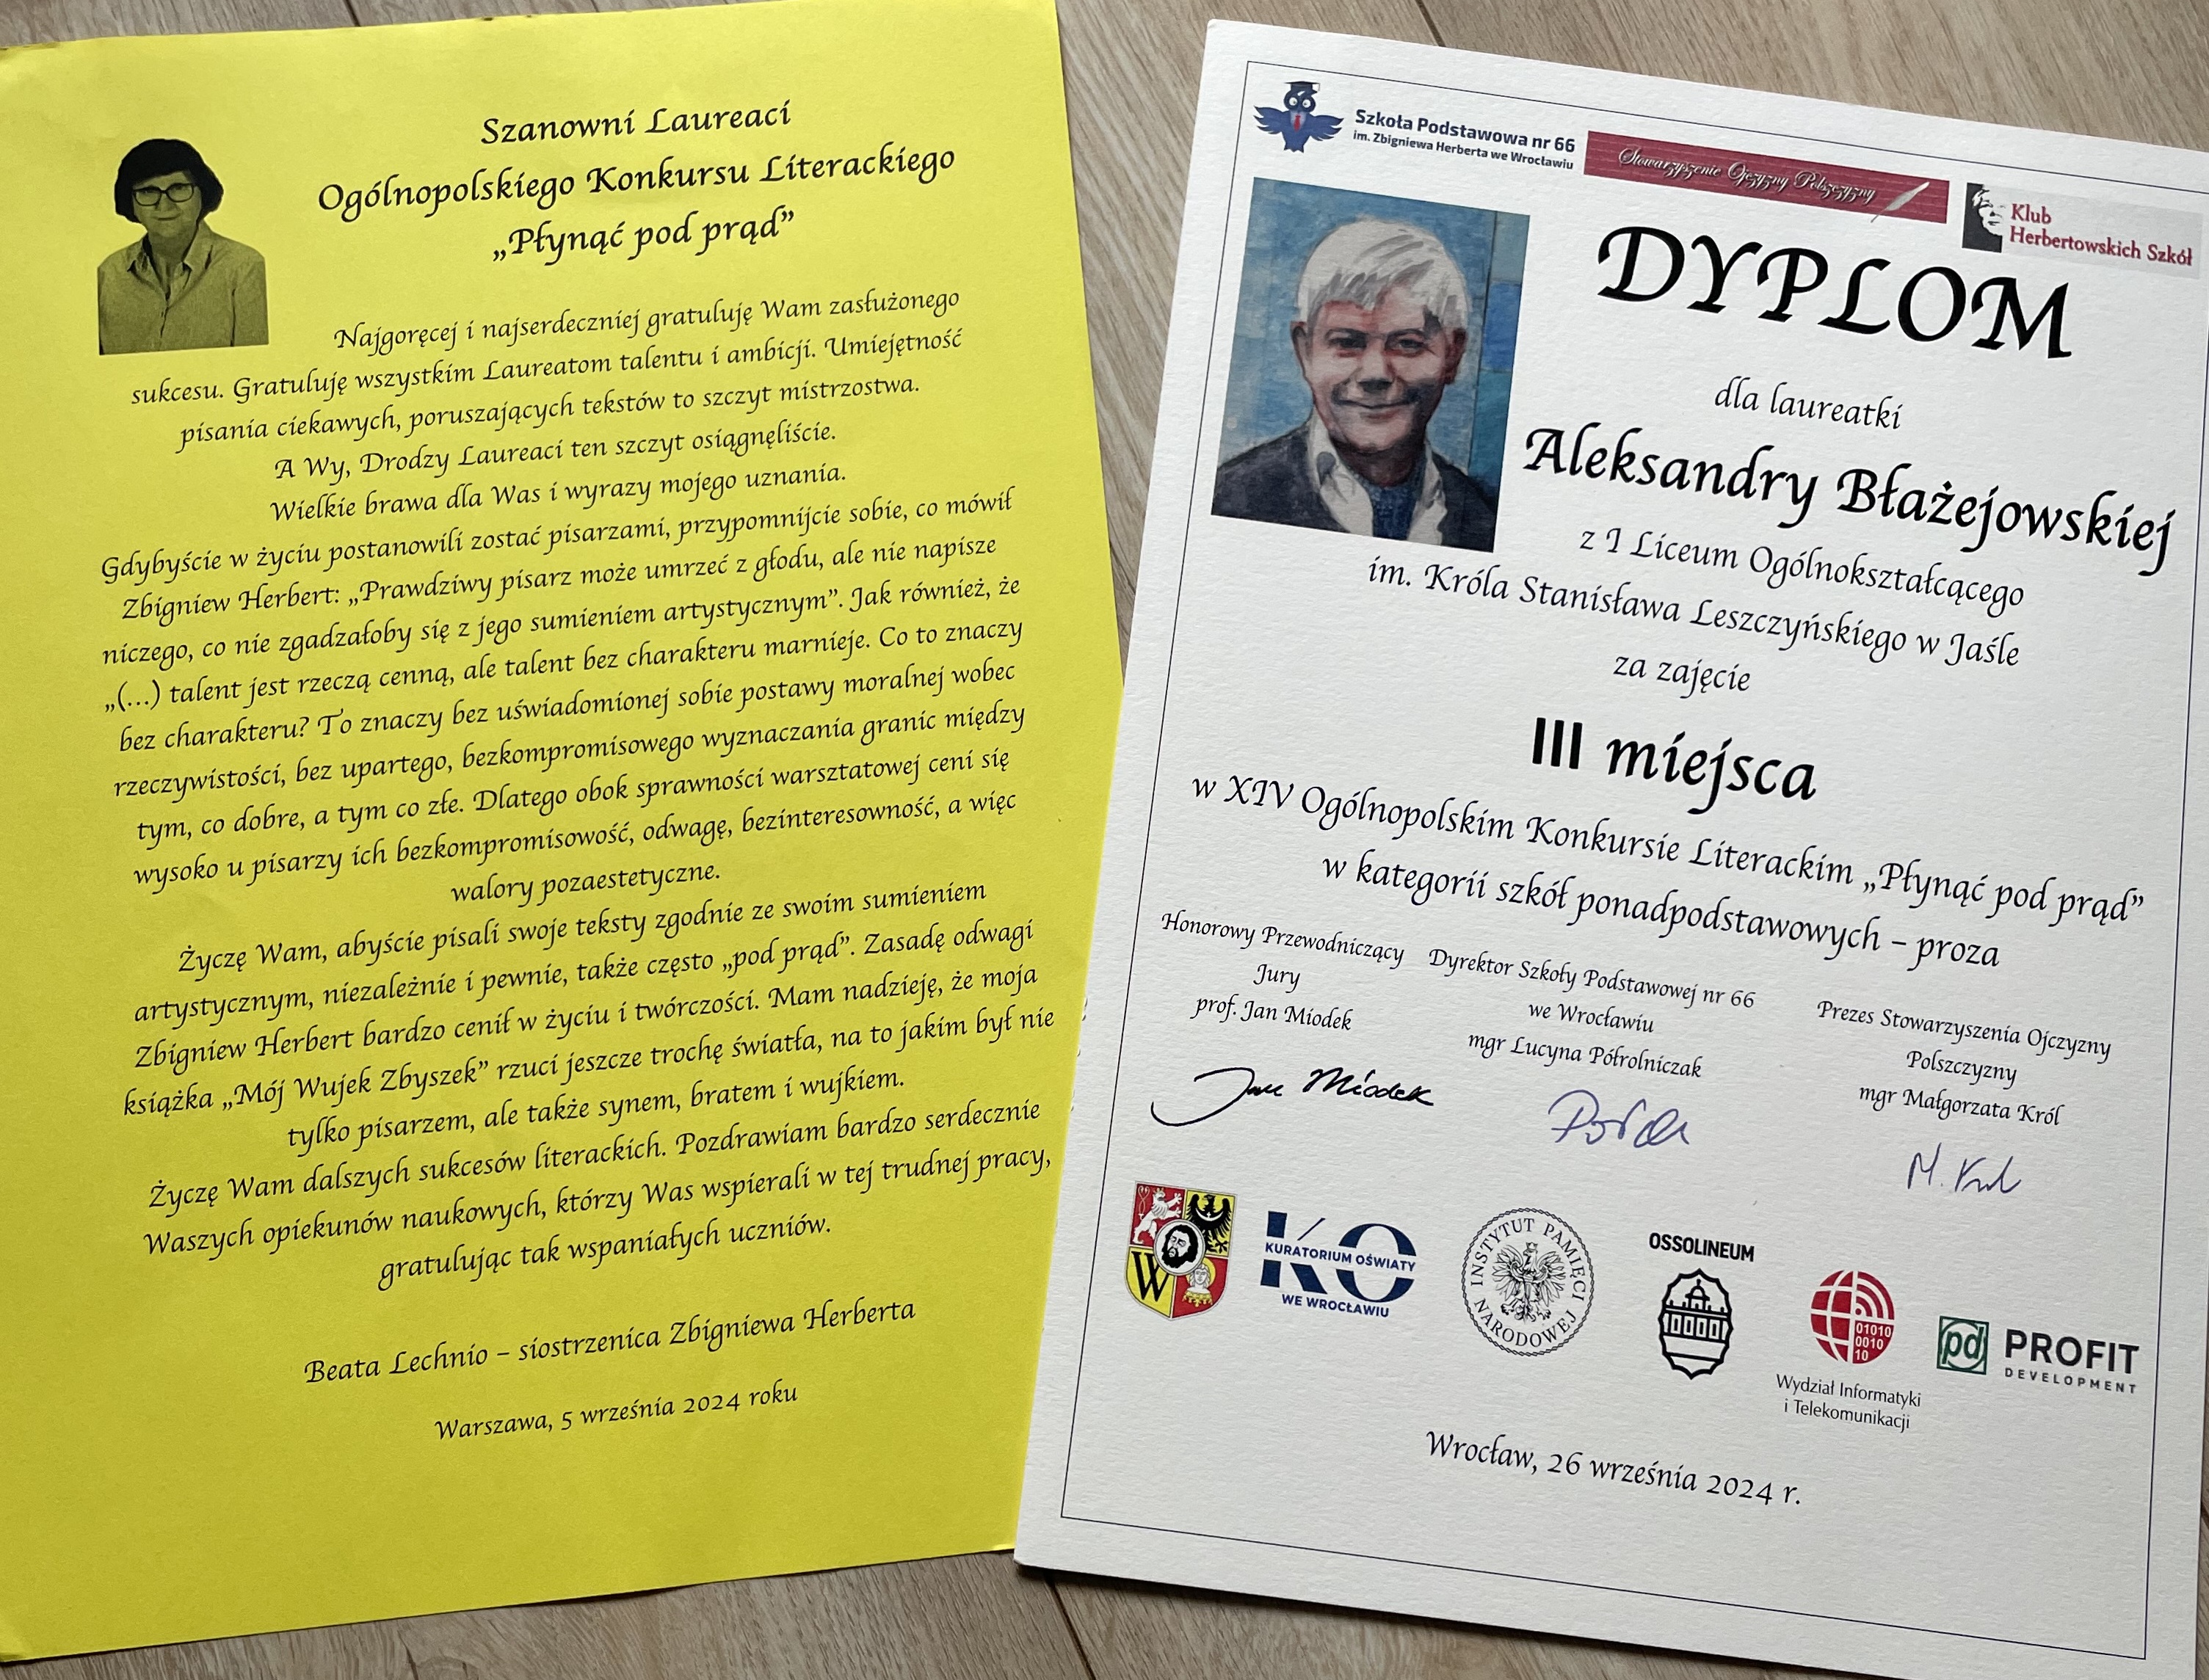 Szanowni Laureaci
Ogólnopolskiego Konkursu Literackiego
„Płynąć pod prąd”
Najgoręcej i najserdeczniej gratuluję Wam zasłużonego
sukcesu. Gratuluję wszystkim Laureatom talentu i ambicji. Umiejętność
pisania ciekawych, poruszających tekstów to szczyt mistrzostwa.
A Wy, Drodzy Laureaci ten szczyt osiągnęliście.
Wielkie brawa dla Was i wyrazy mojego uznania.
Gdybyście w życiu postanowili zostać pisarzami, przypomnijcie sobie, co mówił
Zbigniew Herbert: „Prawdziwy pisarz może umrzeć z głodu, ale nie napisze
niczego, co nie zgadzałoby się z jego sumieniem artystycznym”. Jak również, że
„(…) talent jest rzeczą cenną, ale talent bez charakteru marnieje. Co to znaczy
bez charakteru? To znaczy bez uświadomionej sobie postawy moralnej wobec
rzeczywistości, bez upartego, bezkompromisowego wyznaczania granic między
tym, co dobre, a tym co złe. Dlatego obok sprawności warsztatowej ceni się
wysoko u pisarzy ich bezkompromisowość, odwagę, bezinteresowność, a więc
walory pozaestetyczne.
Życzę Wam, abyście pisali swoje teksty zgodnie ze swoim sumieniem
artystycznym, niezależnie i pewnie, także często „pod prąd”. Zasadę odwagi
Zbigniew Herbert bardzo cenił w życiu i twórczości. Mam nadzieję, że moja
książka „Mój Wujek Zbyszek” rzuci jeszcze trochę światła, na to jakim był nie
tylko pisarzem, ale także synem, bratem i wujkiem.
Życzę Wam dalszych sukcesów literackich. Pozdrawiam bardzo serdecznie
Waszych opiekunów naukowych, którzy Was wspierali w tej trudnej pracy,
gratulując tak wspaniałych uczniów.
Beata Lechnio – siostrzenica Zbigniewa Herberta
Warszawa, 5 września 2024 roku
Szkoła Podstawowa nr 66
im. Zbigniewa Herberta we Wrocławiu
Stowarzyszenie Ojczyzny Polszczyzny
Klub
Herbertowskich Szkół
DYPLOM
dla laureatki
Aleksandry Błażejowskiej
z I Liceum Ogólnokształcącego
im. Króla Stanisława Leszczyńskiego w Jaśle
za zajęcie
III miejsca
w XIV Ogólnopolskim Konkursie Literackim „Płynąć pod prąd”
w kategorii szkół ponadpodstawowych – proza
Honorowy Przewodniczący
Jury
prof. Jan Miodek
Jan Miodek
Dyrektor Szkoły Podstawowej nr 66
we Wrocławiu
mgr Lucyna Półrolniczak
Prezes Stowarzyszenia Ojczyzny
Polszczyzny
mgr Małgorzata Król
M. Król
W
KO
KURATORIUM OŚWIATY
WE WROCŁAWIU
INSTYTUT PAMIĘCI NARODOWEJ
OSSOLINEUM
01010
0010
10
Wydział Informatyki
i Telekomunikacji
pd PROFIT
DEVELOPMENT
Wrocław, 26 września 2024 r.